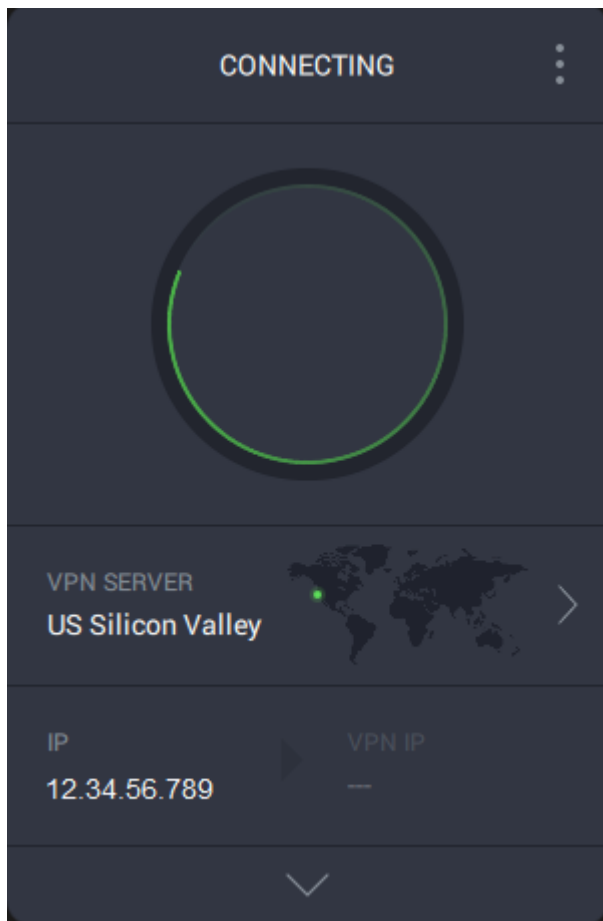 CONNECTING
VPN SERVER
US Silicon Valley
IP
VPN IP
12.34.56.789
---